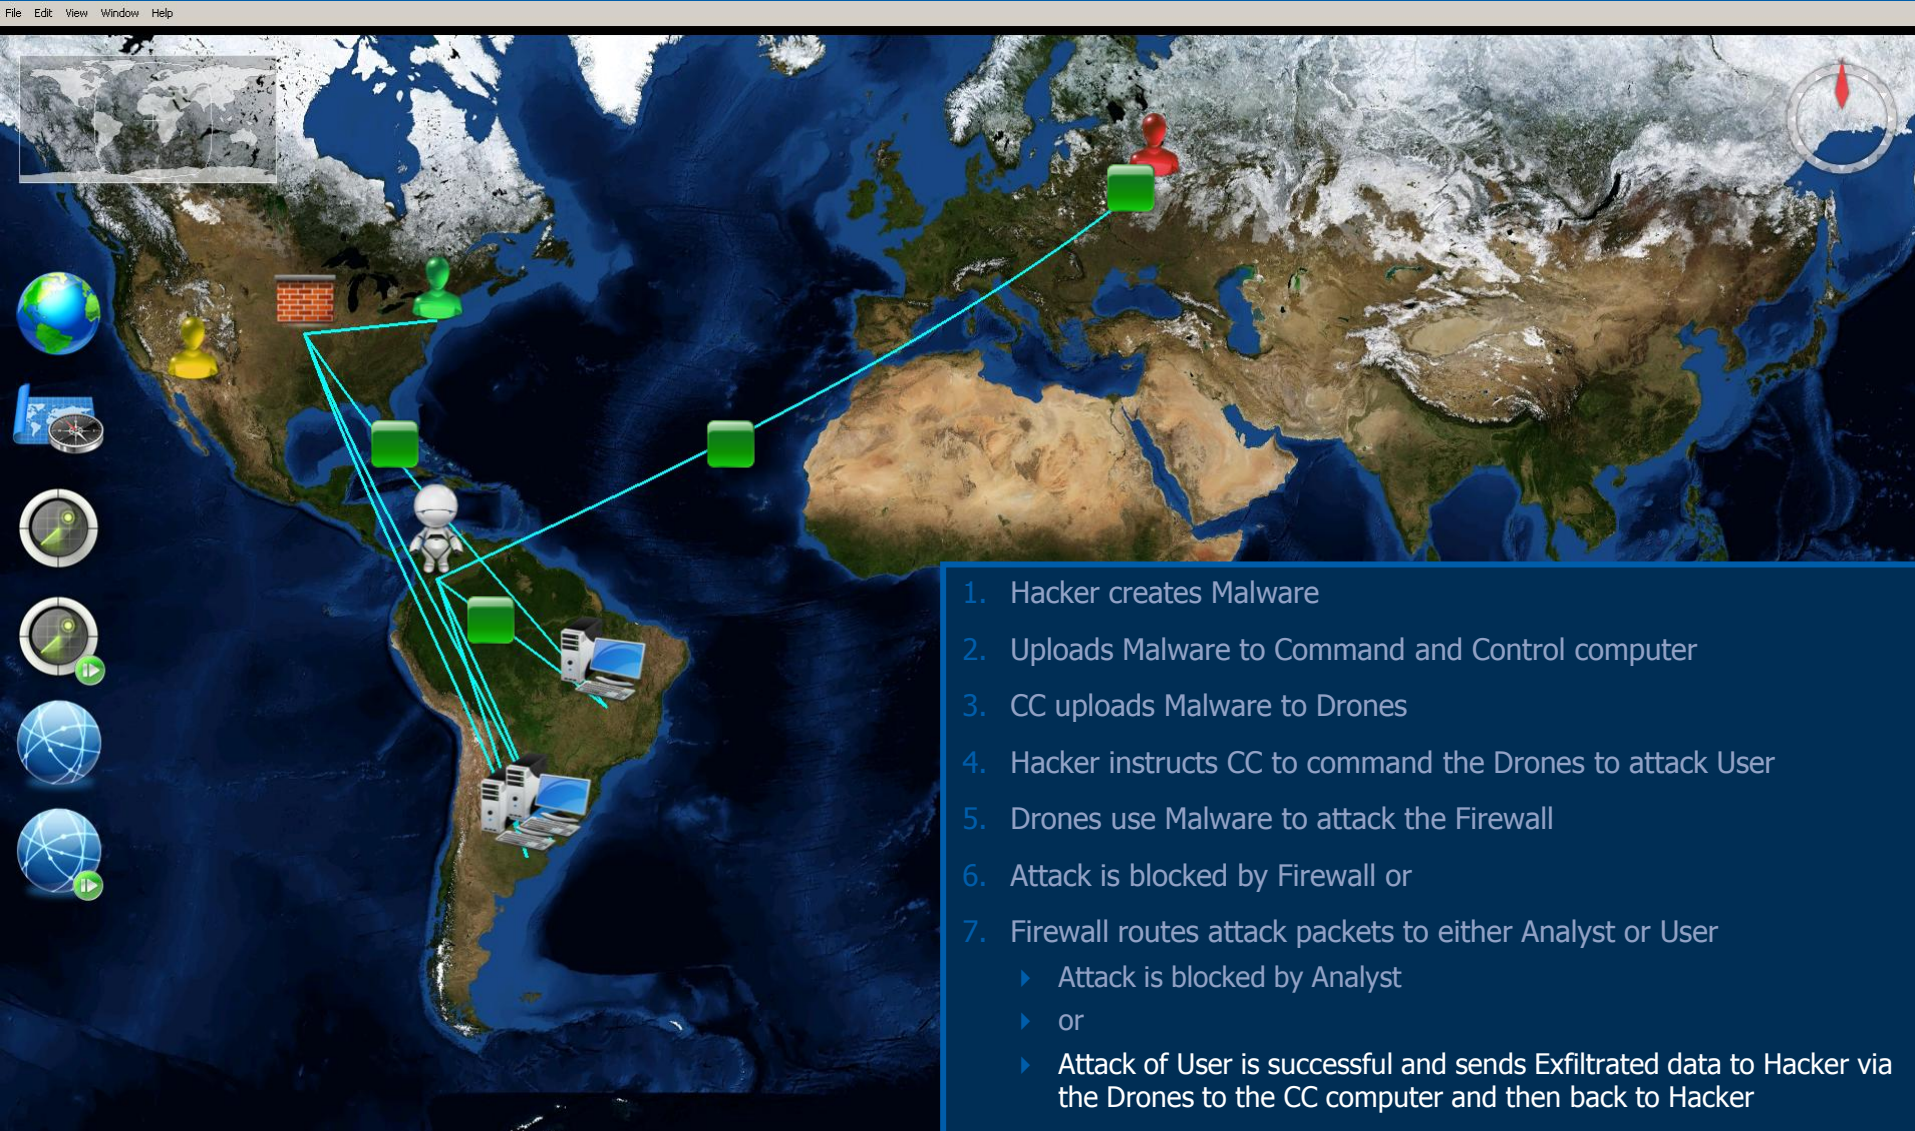 File Edit View Window Help
1. Hacker creates Malware
2. Uploads Malware to Command and Control computer
3. CC uploads Malware to Drones
4. Hacker instructs CC to command the Drones to attack User
5. Drones use Malware to attack the Firewall
6. Attack is blocked by Firewall or
7. Firewall routes attack packets to either Analyst or User
Attack is blocked by Analyst
or
Attack of User is successful and sends Exfiltrated data to Hacker via
the Drones to the CC computer and then back to Hacker